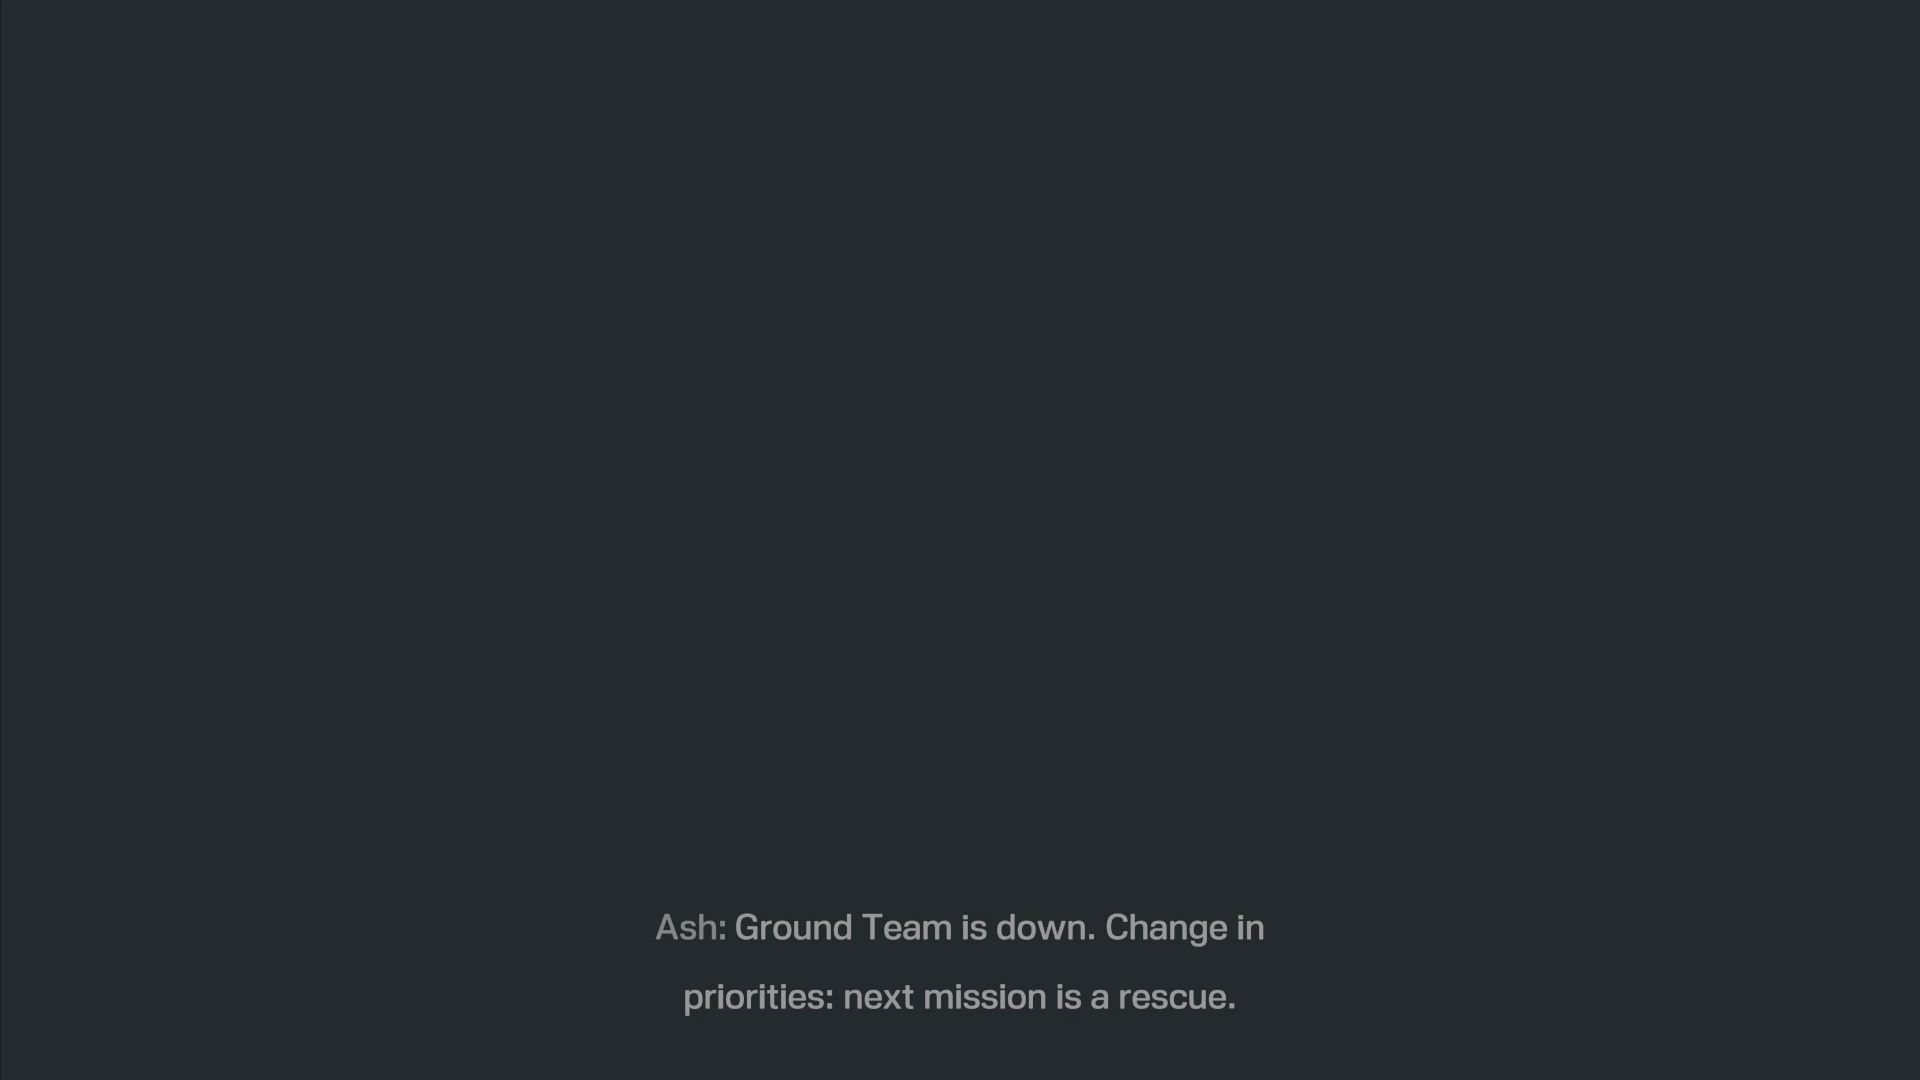 Ash: Ground Team is down. Change in
priorities: next mission is a rescue.